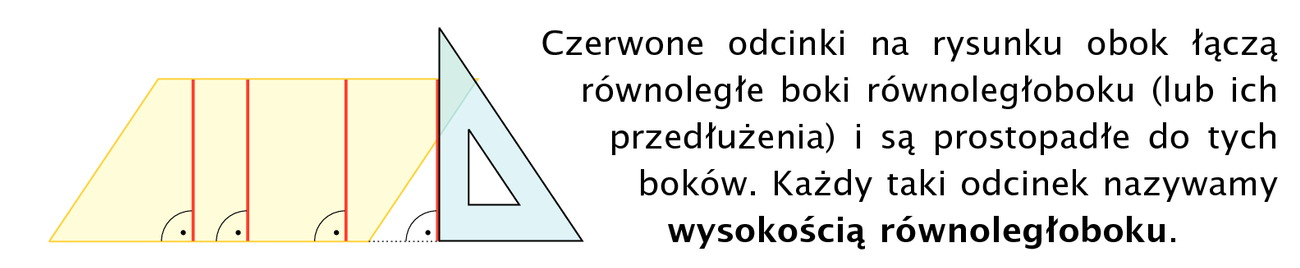 Czerwone odcinki na rysunku obok łączą
równoległe boki równoległoboku (lub ich
przedłużenia) i są prostopadłe do tych
boków. Każdy taki odcinek nazywamy
wysokością równoległoboku.